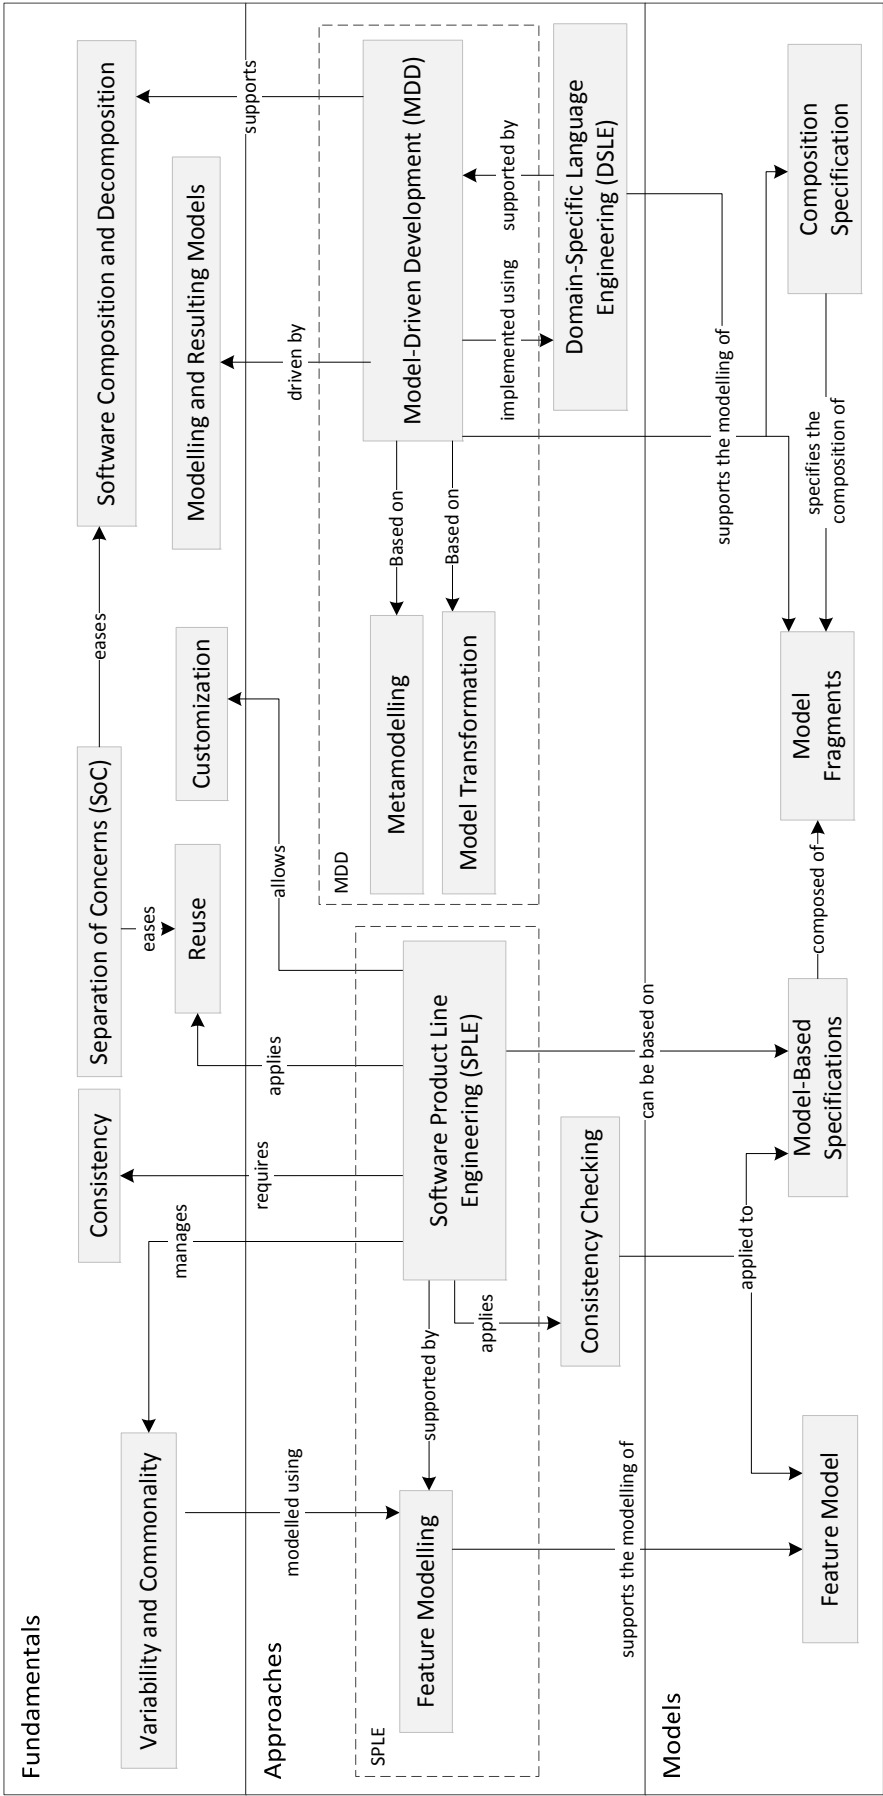 Fundamentals
Variability and Commonality
Consistency
Separation of Concerns (SoC)
eases
Software Composition and Decomposition
eases
Reuse
Customization
Modelling and Resulting Models
manages
requires
applies
allows
driven by
supports
modelled using
Approaches
SPLE
Feature Modelling
supported by
Software Product Line
Engineering (SPLE)
applies
Consistency Checking
MDD
Metamodelling
Model Transformation
Based on
Based on
Model-Driven Development (MDD)
implemented using
supported by
Domain-Specific Language
Engineering (DSLE)
supports the modelling of
can be based on
supports the modelling of
Models
Feature Model
applied to
Model-Based
Specifications
composed of
Model
Fragments
specifies the
composition of
Composition
Specification